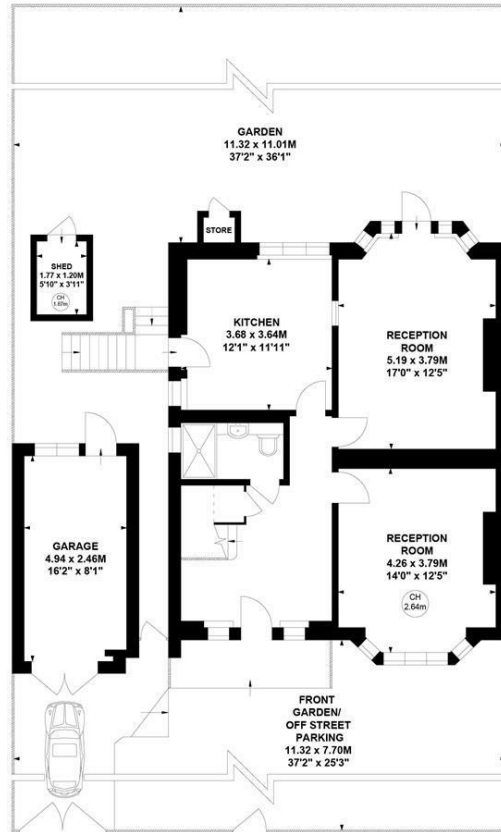 GARDEN
11.32 x 11.01M
37'2" x 36'1"
STORE
SHED
1.77 x 1.20M
5'10" x 3'11"
CH
1.87m
KITCHEN
3.68 x 3.64M
12'1" x 11'11"
RECEPTION
ROOM
5.19 x 3.79M
17'0" x 12'5"
GARAGE
4.94 x 2.46M
16'2" x 8'1"
RECEPTION
ROOM
4.26 x 3.79M
14'0" x 12'5"
CH
2.64m
FRONT
GARDEN/
OFF STREET
PARKING
11.32 x 7.70M
37'2" x 25'3"